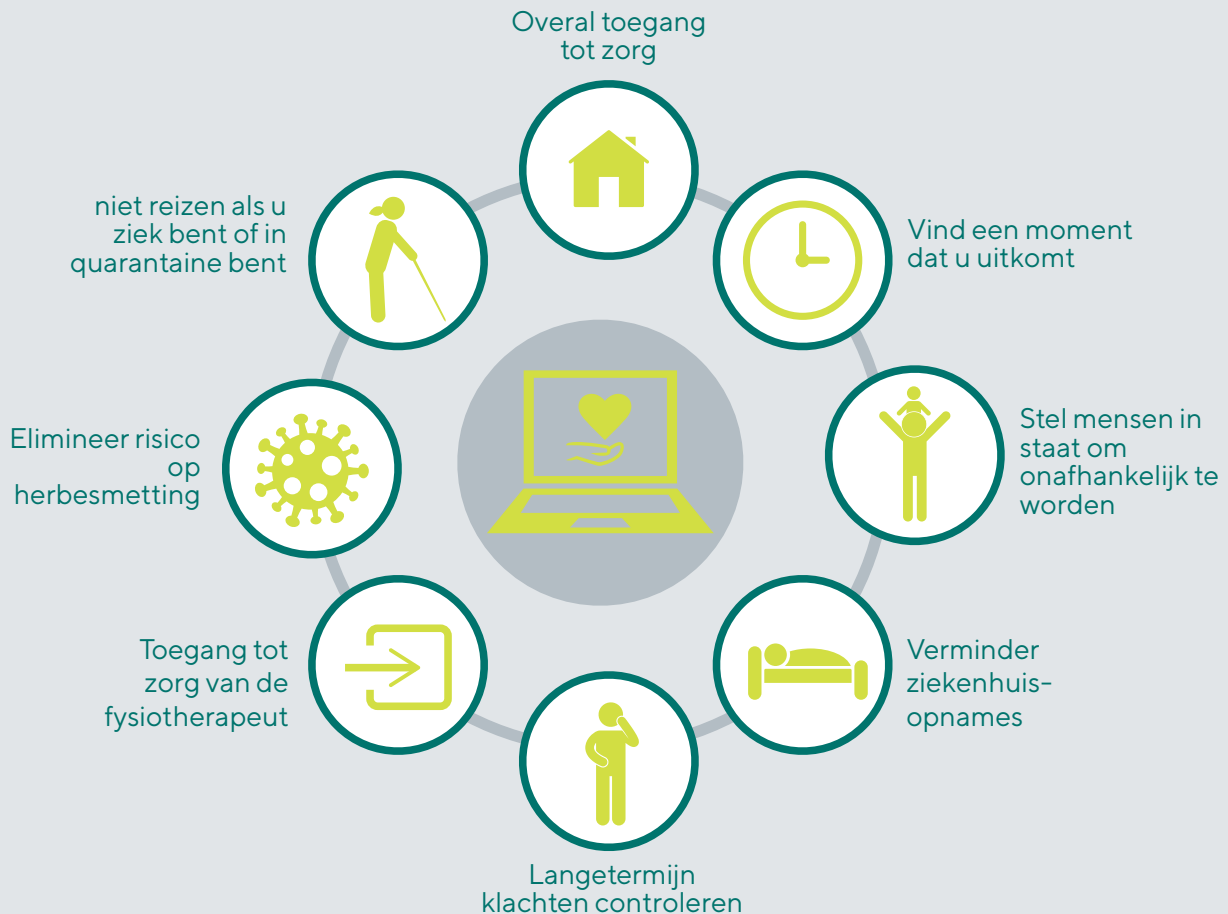 Overal toegang
tot zorg
Vind een moment
dat u uitkomt
Stel mensen in
staat om
onafhankelijk te
worden
Verminder
ziekenhuis-
opnames
Langetermijn
klachten controleren
Toegang tot
zorg van de
fysiotherapeut
Elimineer risico
op
herbesmetting
niet reizen als u
ziek bent of in
quarantaine bent